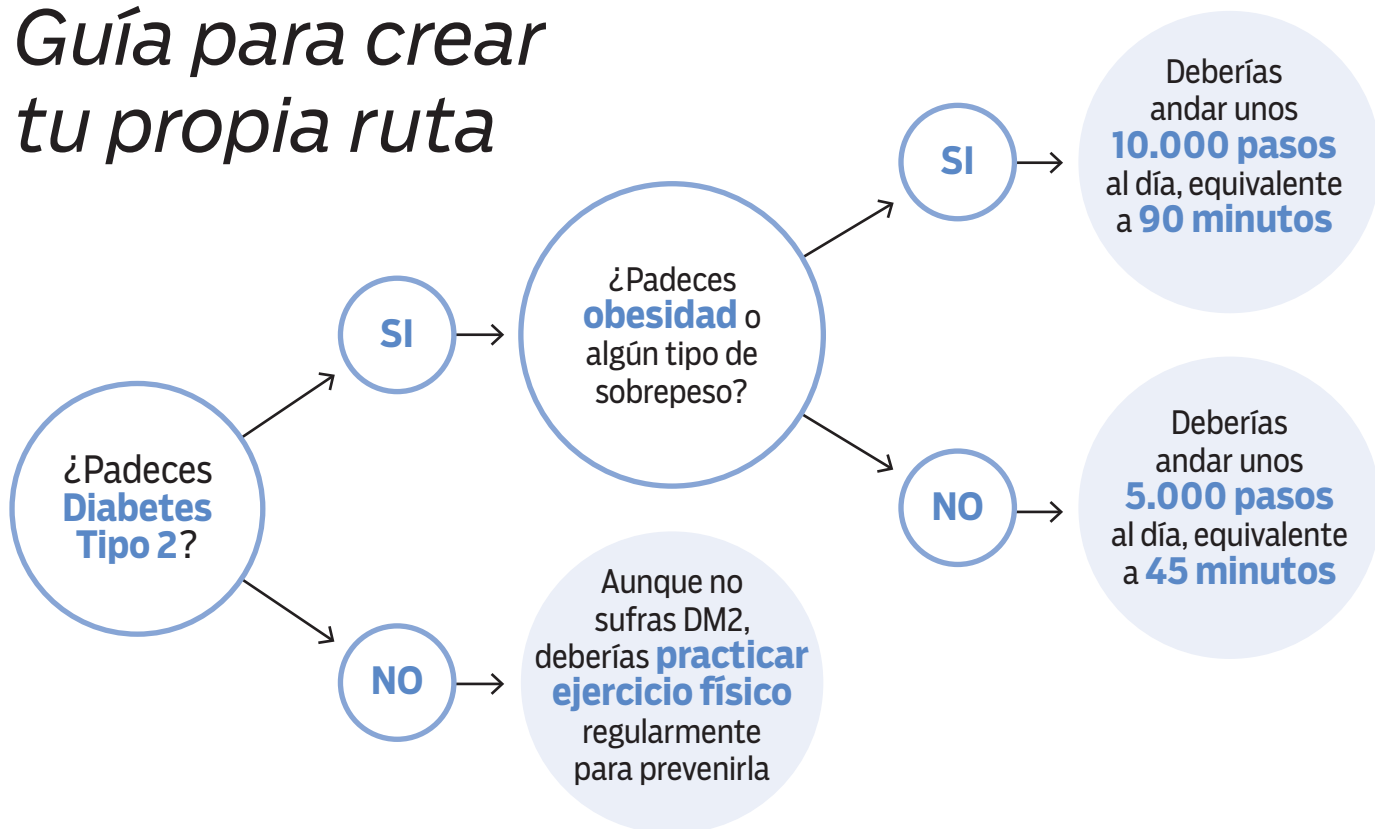 Guía para crear
tu propia ruta
¿Padeces
Diabetes
Tipo 2?
SI
¿Padeces
obesidad o
algún tipo de
sobrepeso?
SI
Deberías
andar unos
10.000 pasos
al día, equivalente
a 90 minutos
NO
Deberías
andar unos
5.000 pasos
al día, equivalente
a 45 minutos
NO
Aunque no
sufras DM2,
deberías practicar
ejercicio físico
regularmente
para prevenirla